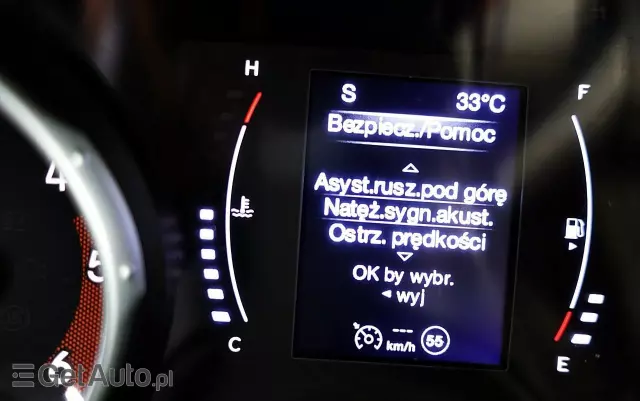 H
S 33°C
F
Bezpiecz./Pomoc
4
Asyst.rusz.pod górę
Natęż.sygn.akust.
Ostrz. prędkości
5
OK by wybr.
wyj
--- km/h 55
C
E
6
GetAuto.pl